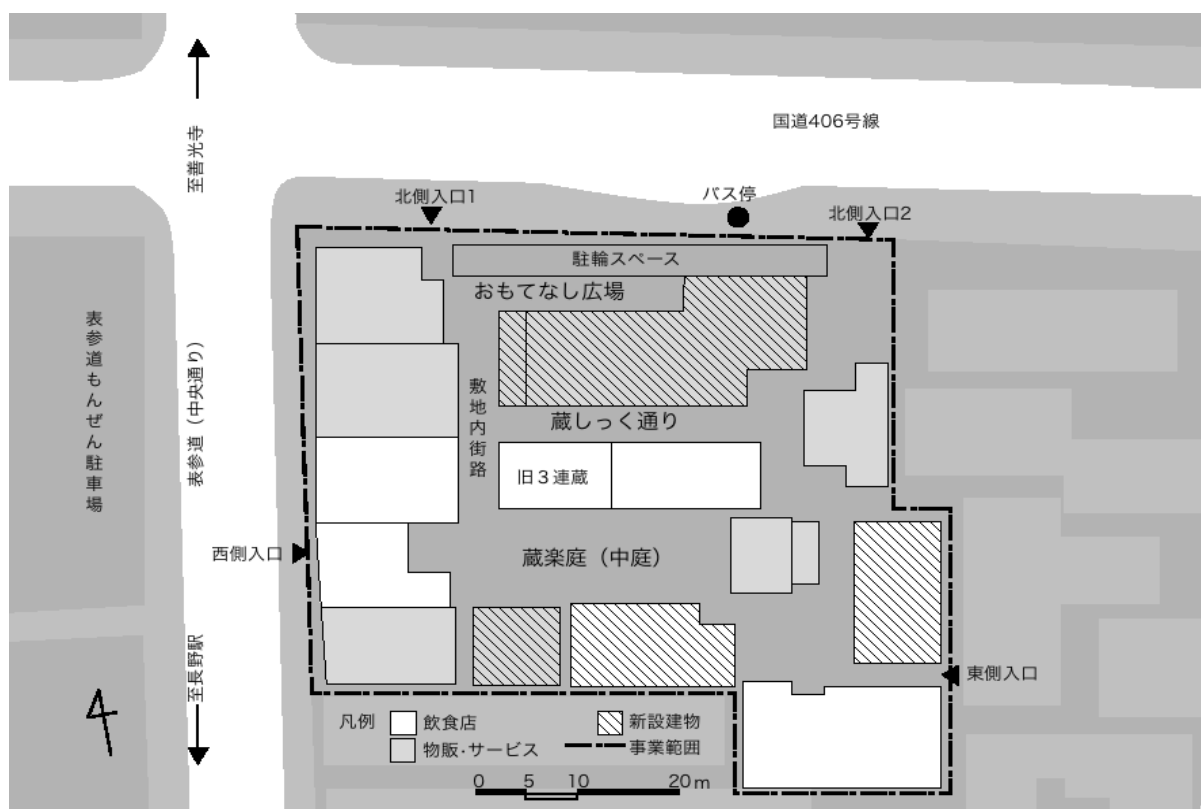 国道406号線
至善光寺
北側入口1
バス停
北側入口2
駐輪スペース
おもてなし広場
表参道もんぜん駐車場
表参道（中央通り）
敷地内街路
蔵しっく通り
旧３連蔵
西側入口
蔵楽庭（中庭）
至長野駅
東側入口
凡例
飲食店
新設建物
物販･サービス
事業範囲
0 5 10 20m